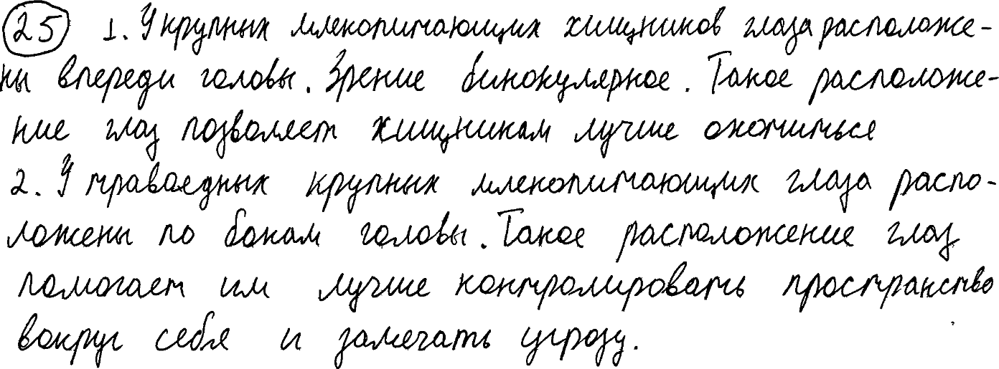 25 1. У крупных млекопитающих хищников глаза расположе-
ны впереди головы. Зрение бинокулярное. Такое расположе-
ние глаз позволяет хищникам лучше охотиться
2. У травоядных крупных млекопитающих глаза распо-
ложены по бокам головы. Такое расположение глаз
помогает им лучше контролировать пространство
вокруг себя и замечать угрозу.